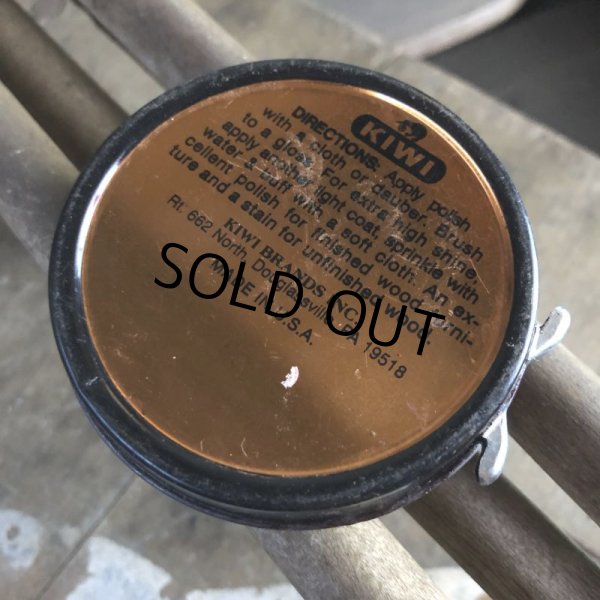 KIWI
DIRECTIONS. Apply polish
with a cloth or dauber. Brush
to a gloss. For extra high shine
apply another light coat, sprinkle with
water & buff with a soft cloth. An ex-
cellent polish for finished wood furni-
ture and a stain for unfinished wood.
KIWI BRANDS INC.
Rt. 662 North, Douglassville, PA 19518
MADE IN U.S.A.
SOLD OUT